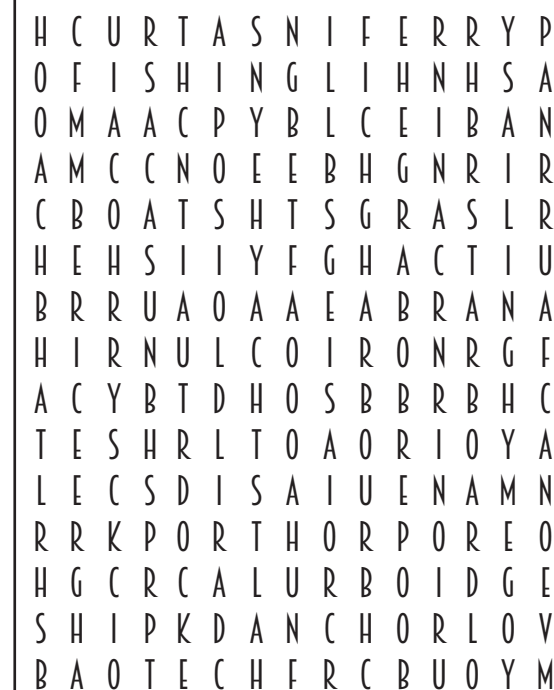 H C U R T A S N I F E R R Y P
O F I S H I N G L I H N H S A
O M A A C P Y B L C E I B A N
A M C C N O E E B H G N R I R
C B O A T S H T S G R A S L R
H E H S I I Y F G H A C T I U
B R R U A O A A E A B R A N A
H I R N U L C O I R O N R G F
A C Y B T D H O S B B R B H C
T E S H R L T O A O R I O Y A
L E C S D I S A I U E N A M N
R R K P O R T H O R P O R E O
H G C R C A L U R B O I D G E
S H I P K D A N C H O R L O V
B A O T E C H F R C B U O Y M